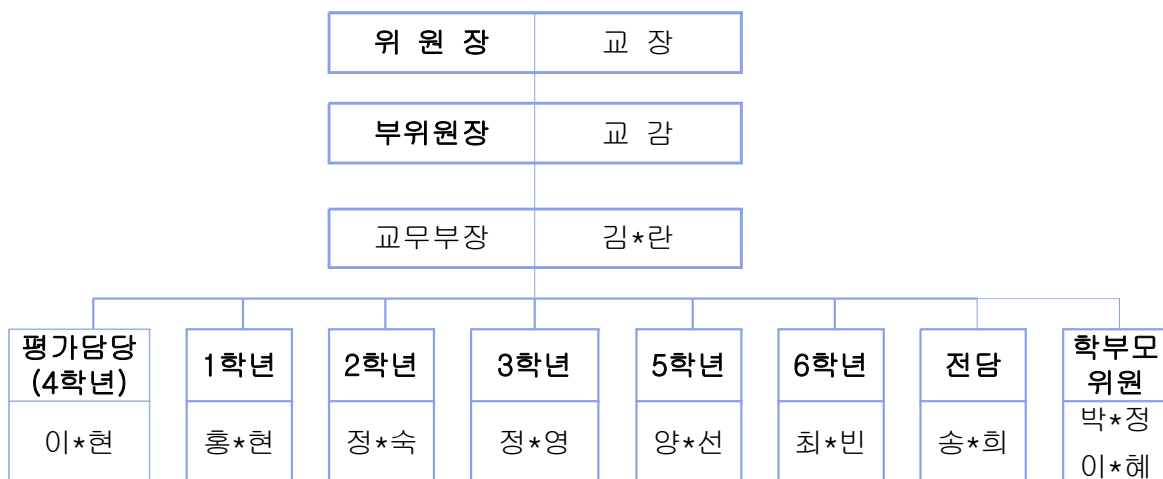 위 원 장 교 장
부위원장 교 감
교무부장 김*란
평가담당 (4학년) 1학년 2학년 3학년 5학년 6학년 전담 학부모 위원
이*현 홍*현 정*숙 정*영 양*선 최*빈 송*희 박*정
이*혜